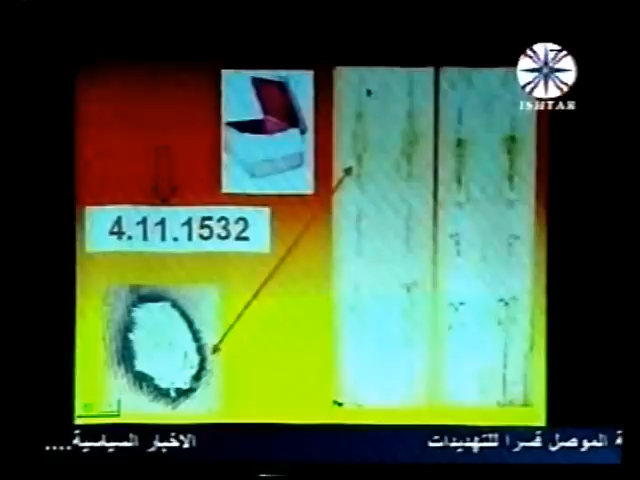 ISHTAR
4.11.1532
ة الموصل قسرا للتهديدات
الاخبار السياسية....